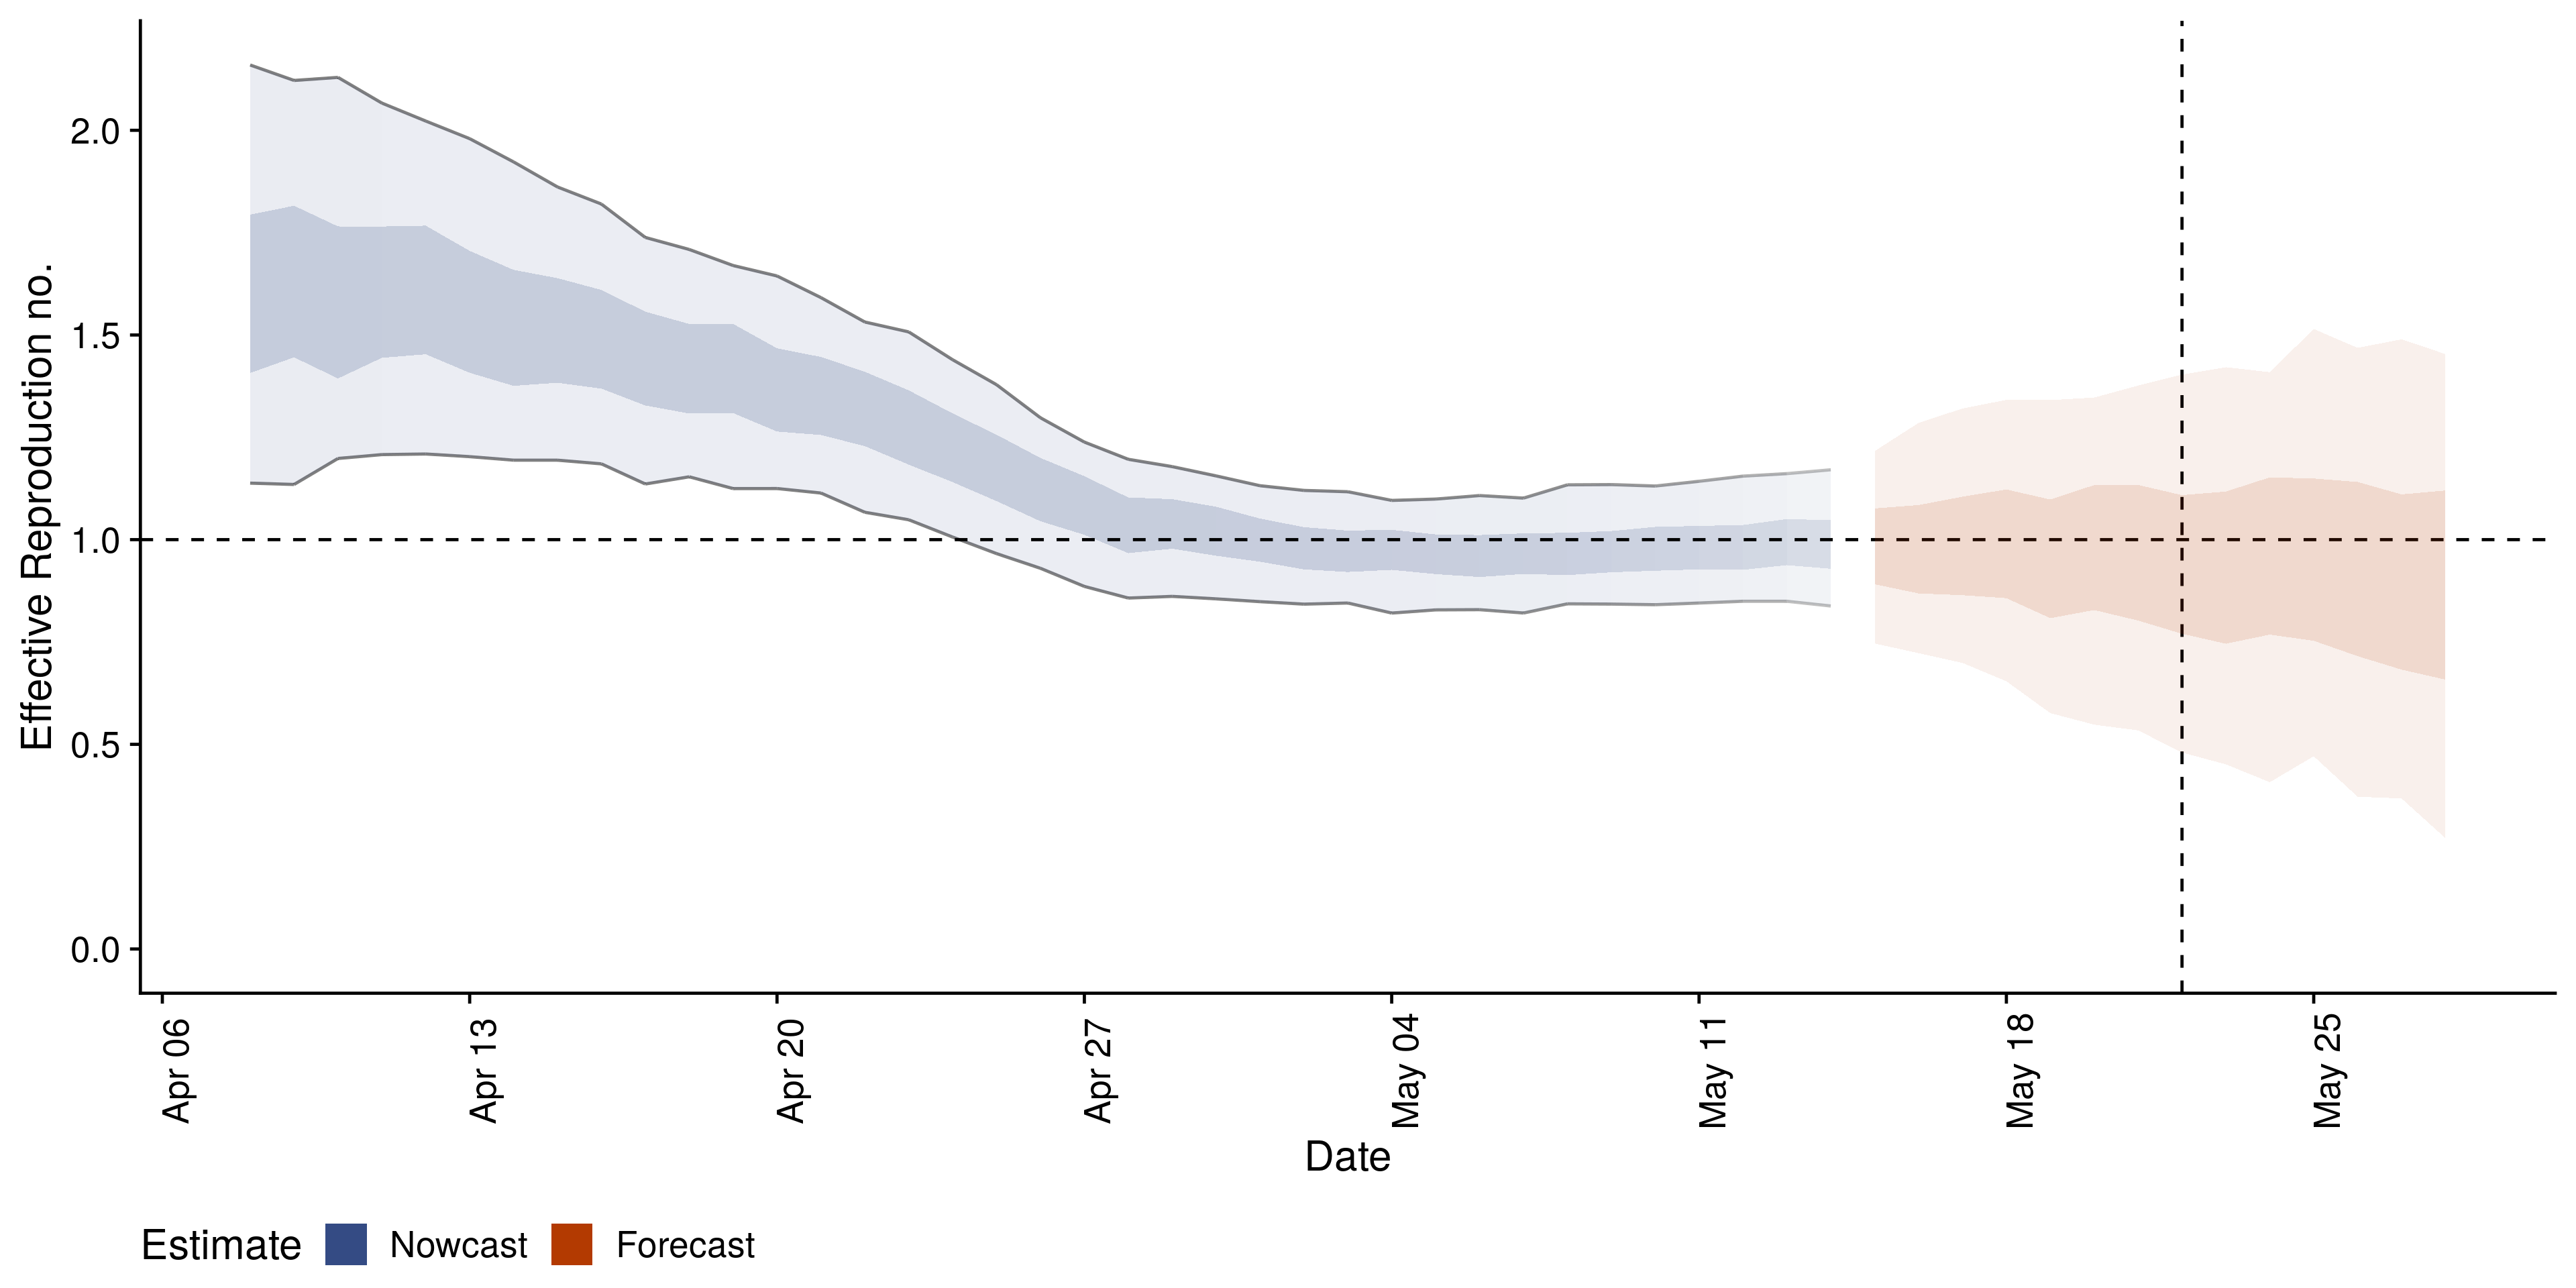 Effective Reproduction no.
2.0
1.5
1.0
0.5
0.0
Apr 06
Apr 13
Apr 20
Apr 27
May 04
May 11
May 18
May 25
Date
Estimate Nowcast Forecast